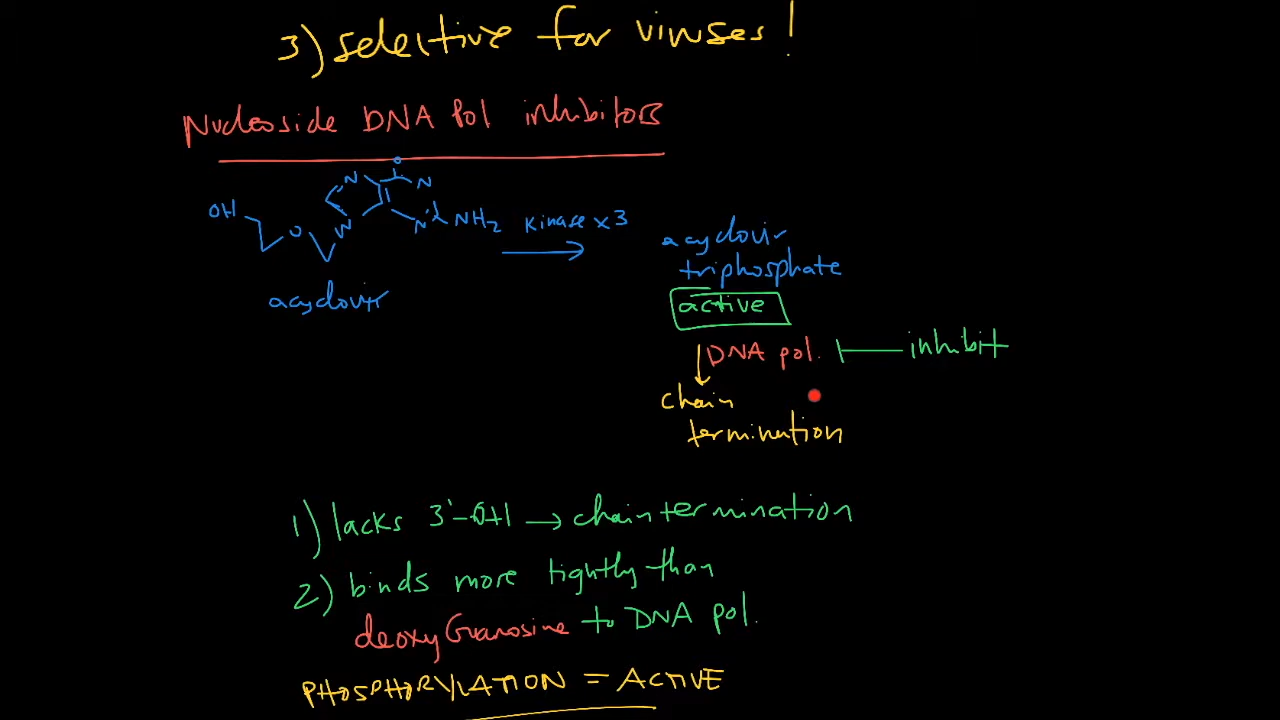 3) selective for viruses!
Nucleoside DNA Pol inhibitors
OH
O
N
N
O
N
N
NH2
acyclovir
Kinase x3
acyclovir
triphosphate
active
DNA pol.
inhibit
chain
termination
1) lacks 3'-OH → chain termination
2) binds more tightly than
deoxyGuanosine to DNA pol.
PHOSPHORYLATION = ACTIVE